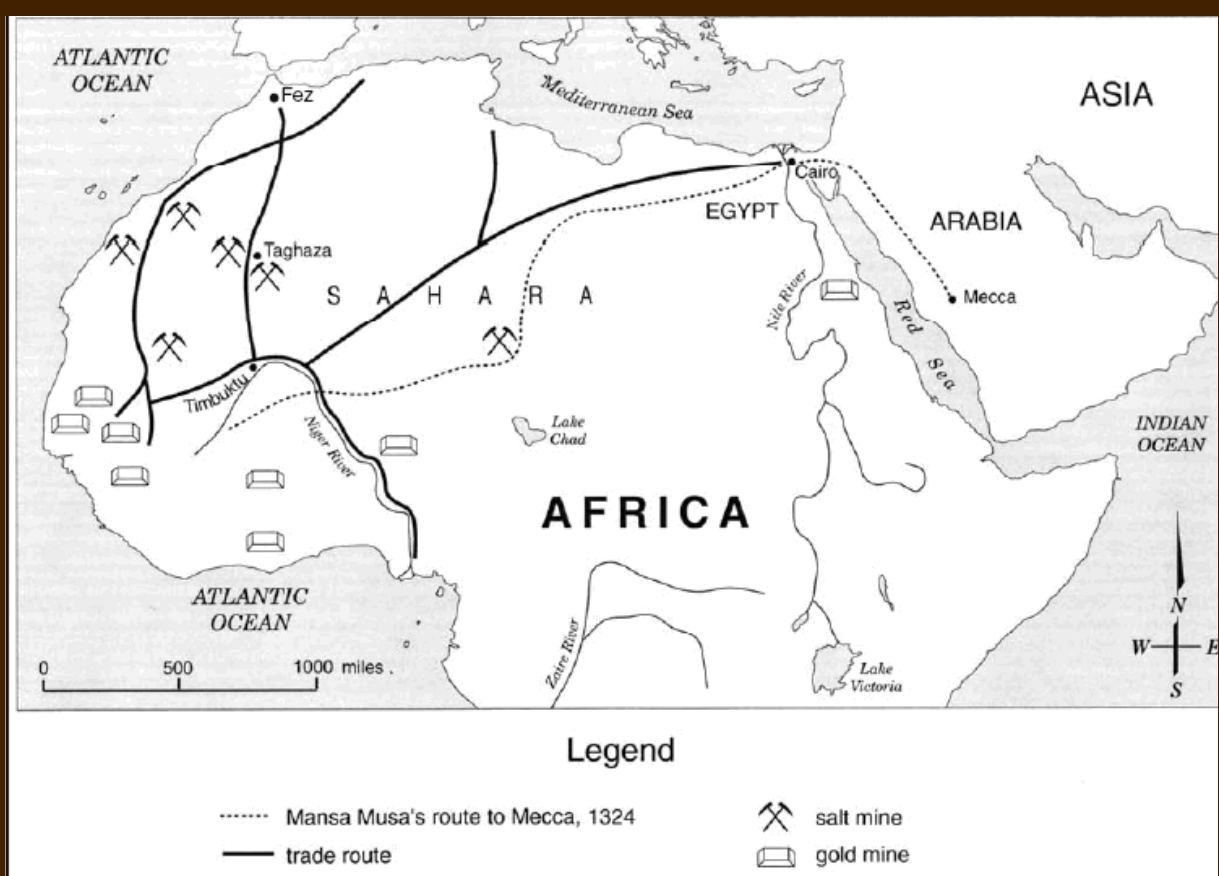 ATLANTIC
OCEAN
Fez
Mediterranean Sea
ASIA
Cairo
EGYPT
ARABIA
Taghaza
SAHARA
Nile River
Mecca
Red
Sea
Timbuktu
Niger River
Lake
Chad
INDIAN
OCEAN
AFRICA
ATLANTIC
OCEAN
0 500 1000 miles
Zaire River
Lake
Victoria
N
W E
S
Legend
Mansa Musa's route to Mecca, 1324
trade route
salt mine
gold mine